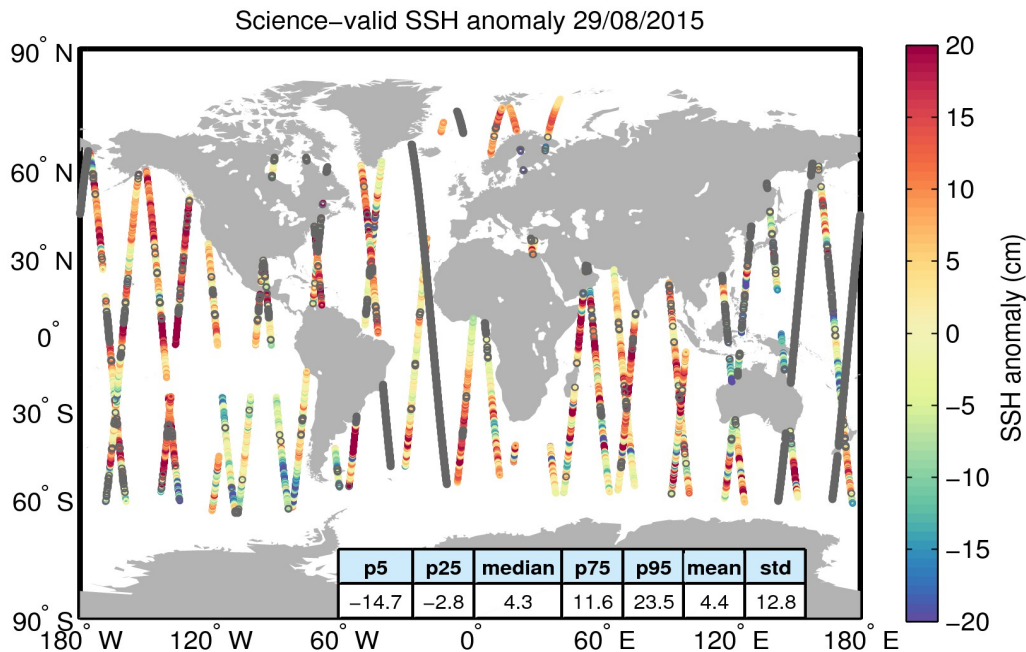 Science−valid SSH anomaly 29/08/2015
90° N
60° N
30° N
0°
30° S
60° S
90° S
180° W
120° W
60° W
0°
60° E
120° E
180° E
p5 p25 median p75 p95 mean std
−14.7 −2.8 4.3 11.6 23.5 4.4 12.8
20
15
10
5
0
−5
−10
−15
−20
SSH anomaly (cm)